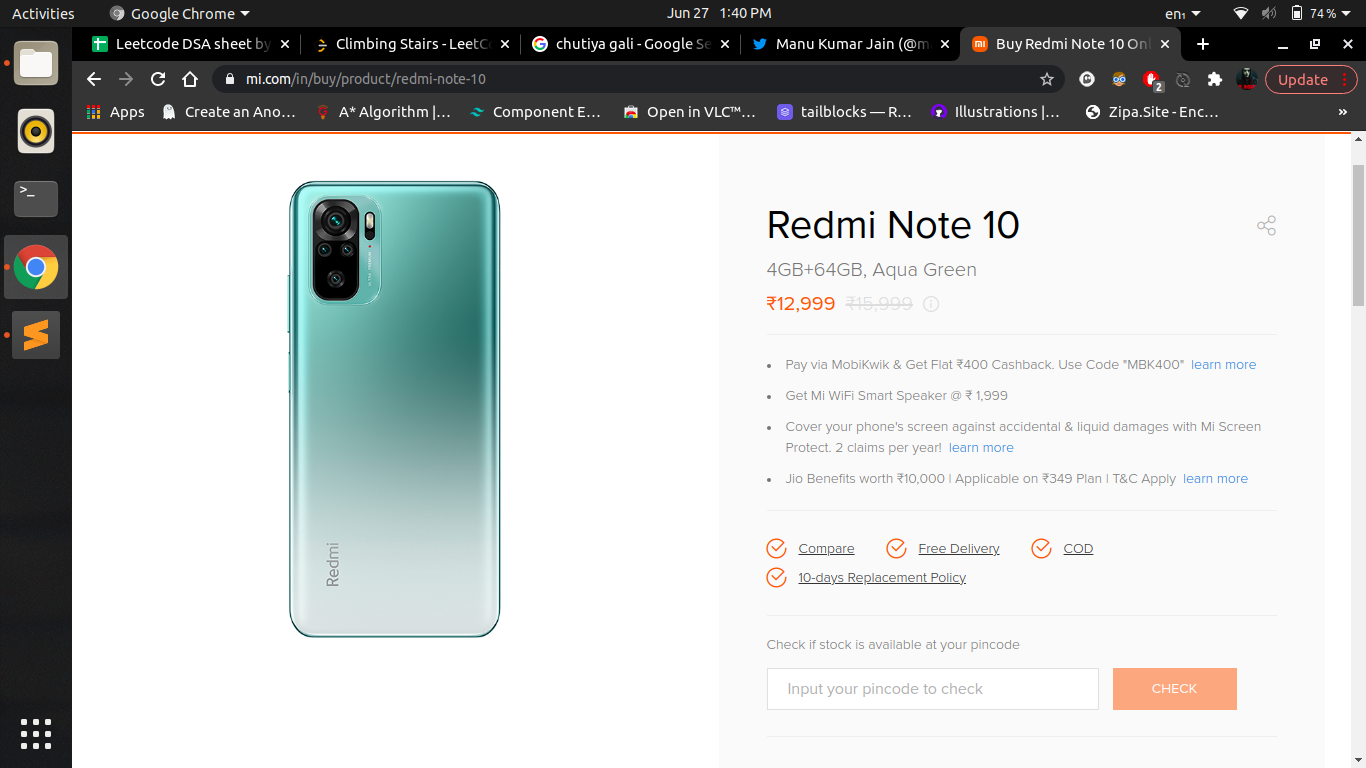 Activities
Google Chrome
Jun 27 1:40 PM
en₁
74 %
Leetcode DSA sheet by
Climbing Stairs - LeetC
chutiya gali - Google Se
Manu Kumar Jain (@m
Buy Redmi Note 10 Onl
mi.com/in/buy/product/redmi-note-10
2
Update
Apps
Create an Ano…
A* Algorithm |…
Component E…
Open in VLC™…
tailblocks — R…
Illustrations |…
Zipa.Site - Enc…
»
Redmi
Redmi Note 10
4GB+64GB, Aqua Green
₹12,999 ₹15,999
Pay via MobiKwik & Get Flat ₹400 Cashback. Use Code "MBK400" learn more
Get Mi WiFi Smart Speaker @ ₹ 1,999
Cover your phone's screen against accidental & liquid damages with Mi Screen
Protect. 2 claims per year! learn more
Jio Benefits worth ₹10,000 | Applicable on ₹349 Plan | T&C Apply learn more
Compare
Free Delivery
COD
10-days Replacement Policy
Check if stock is available at your pincode
Input your pincode to check
CHECK